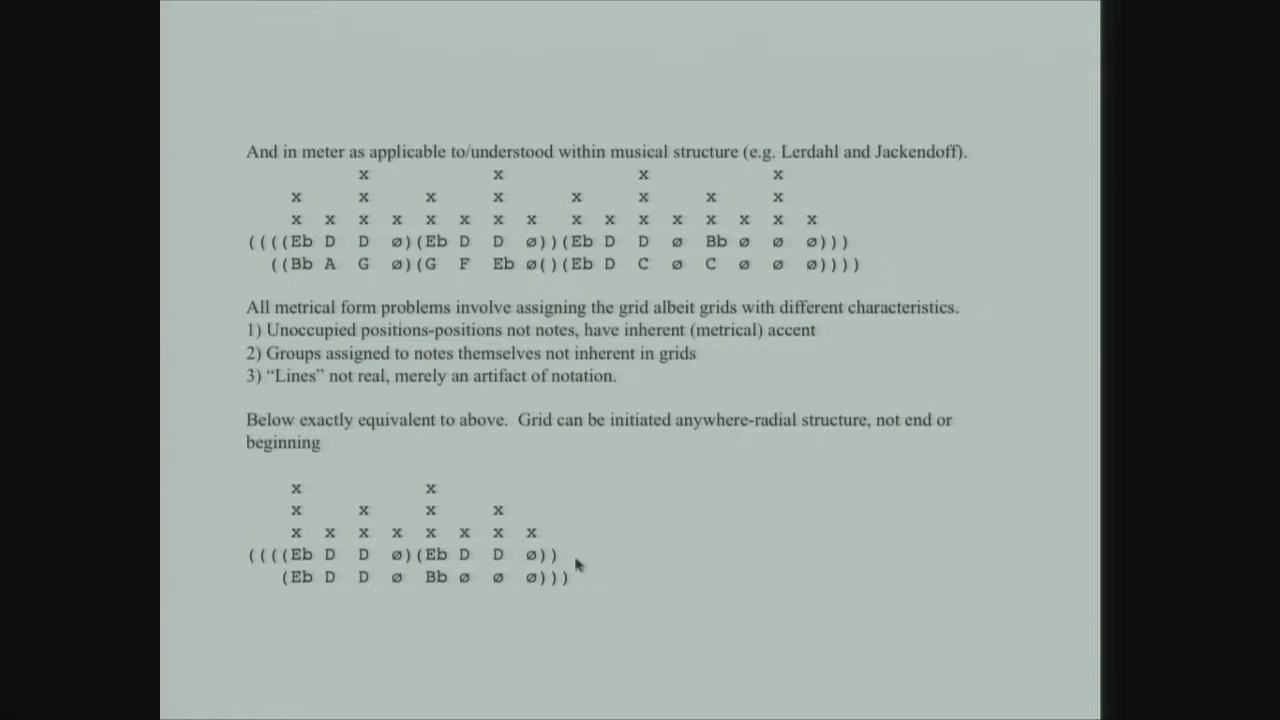 And in meter as applicable to/understood within musical structure (e.g. Lerdahl and Jackendoff).
x x x x
x x x x x x x x
x x x x x x x x x x x x x x x x
((((Eb D D ø)(Eb D D ø))(Eb D D ø Bb ø ø ø)))
((Bb A G ø)(G F Eb ø()(Eb D C ø C ø ø ø))))
All metrical form problems involve assigning the grid albeit grids with different characteristics.
1) Unoccupied positions-positions not notes, have inherent (metrical) accent
2) Groups assigned to notes themselves not inherent in grids
3) “Lines” not real, merely an artifact of notation.
Below exactly equivalent to above. Grid can be initiated anywhere-radial structure, not end or
beginning
x x
x x x x
x x x x x x x x
((((Eb D D ø)(Eb D D ø))
(Eb D D ø Bb ø ø ø)))